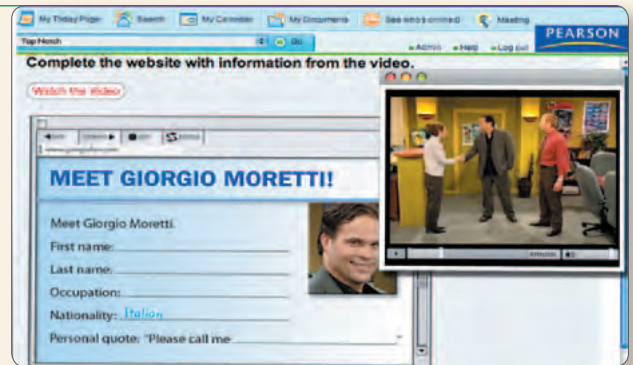 My Today Page Search My Calendar My Documents See who's online! Meeting
PEARSON
Top Notch Go Admin Help Log out
Complete the website with information from the video.
Watch the video
MEET GIORGIO MORETTI!
Meet Giorgio Moretti.
First name:
Last name:
Occupation:
Nationality: Italian
Personal quote: "Please call me "